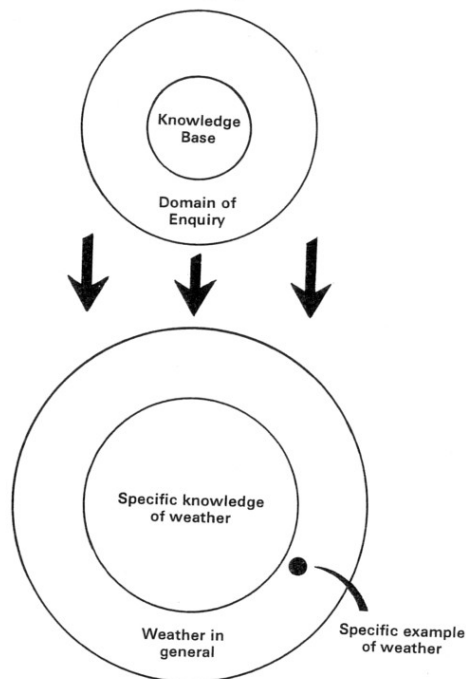 Knowledge
Base
Domain of
Enquiry
Specific knowledge
of weather
Weather in
general
Specific example
of weather